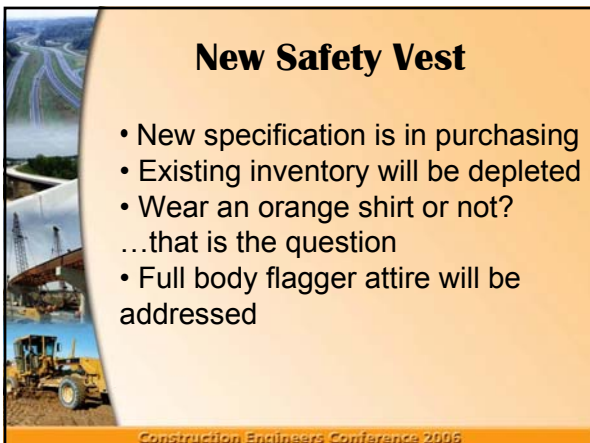 New Safety Vest
• New specification is in purchasing
• Existing inventory will be depleted
• Wear an orange shirt or not?
…that is the question
• Full body flagger attire will be
addressed
Construction Engineers Conference 2006